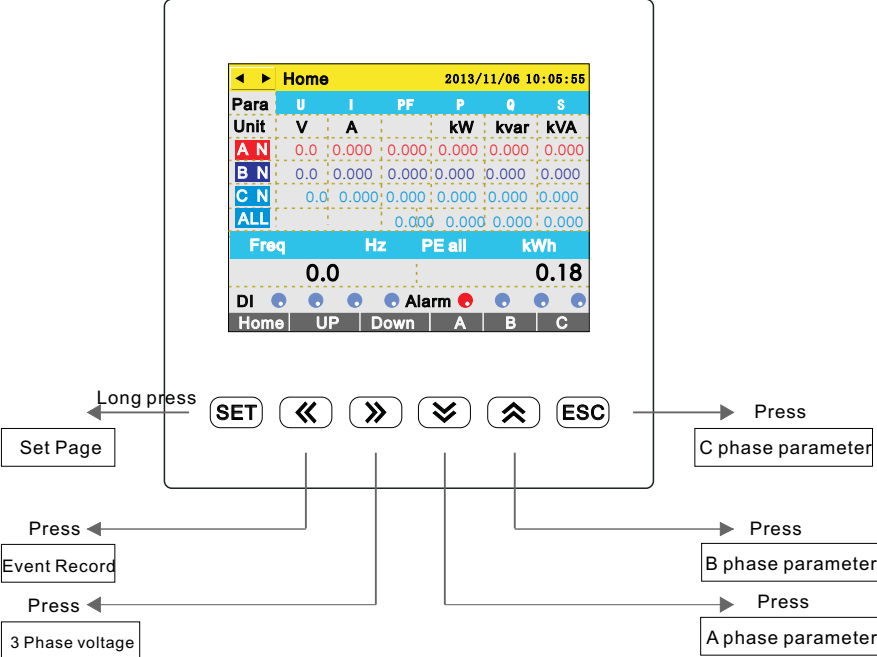 Home 2013/11/06 10:05:55
Para U I PF P Q S
Unit V A kW kvar kVA
A N 0.0 0.000 0.000 0.000 0.000 0.000
B N 0.0 0.000 0.000 0.000 0.000 0.000
C N 0.0 0.000 0.000 0.000 0.000 0.000
ALL 0.000 0.000 0.000 0.000
Freq Hz PE all kWh
0.0 0.18
DI Alarm
Home UP Down A B C
Long press
SET ESC
Press
Set Page
C phase parameter
Press
Press
Event Record
B phase parameter
Press
Press
3 Phase voltage
A phase parameter